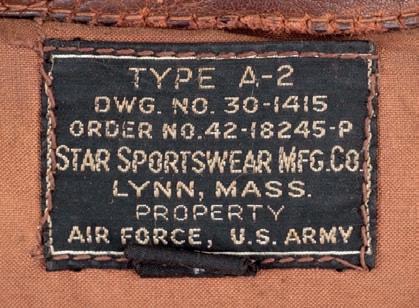 TYPE A-2
DWG. NO. 30-1415
ORDER NO. 42-18245-P
STAR SPORTSWEAR MFG. CO.
LYNN, MASS.
PROPERTY
AIR FORCE, U.S. ARMY